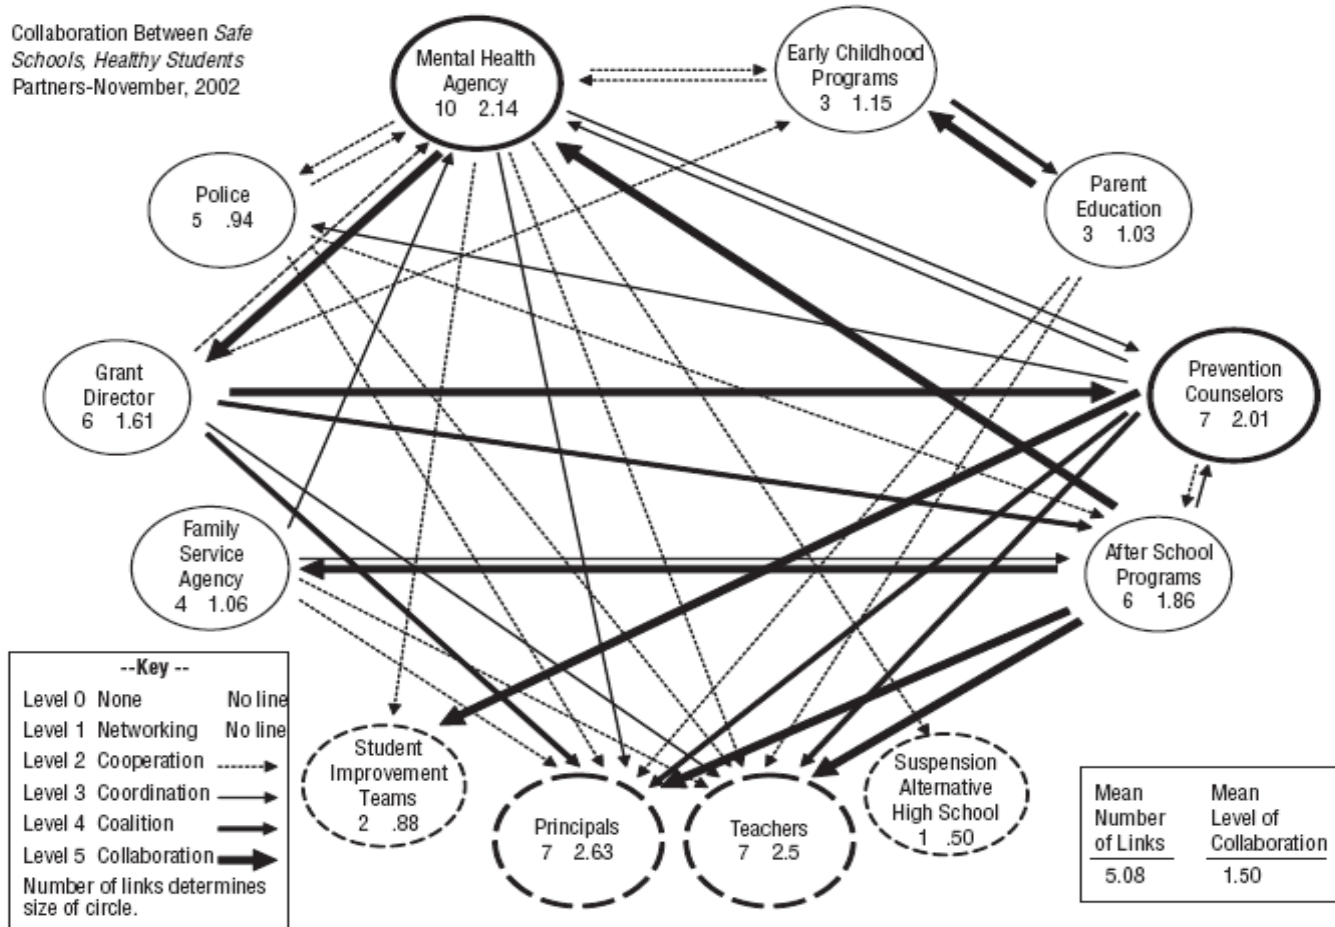 Collaboration Between Safe
Schools, Healthy Students
Partners-November, 2002
Mental Health
Agency
10 2.14
Early Childhood
Programs
3 1.15
Police
5 .94
Parent
Education
3 1.03
Grant
Director
6 1.61
Prevention
Counselors
7 2.01
Family
Service
Agency
4 1.06
After School
Programs
6 1.86
Student
Improvement
Teams
2 .88
Principals
7 2.63
Teachers
7 2.5
Suspension
Alternative
High School
1 .50
--Key --
Level 0 None No line
Level 1 Networking No line
Level 2 Cooperation
Level 3 Coordination
Level 4 Coalition
Level 5 Collaboration
Number of links determines
size of circle.
Mean Mean
Number Level of
of Links Collaboration
5.08 1.50